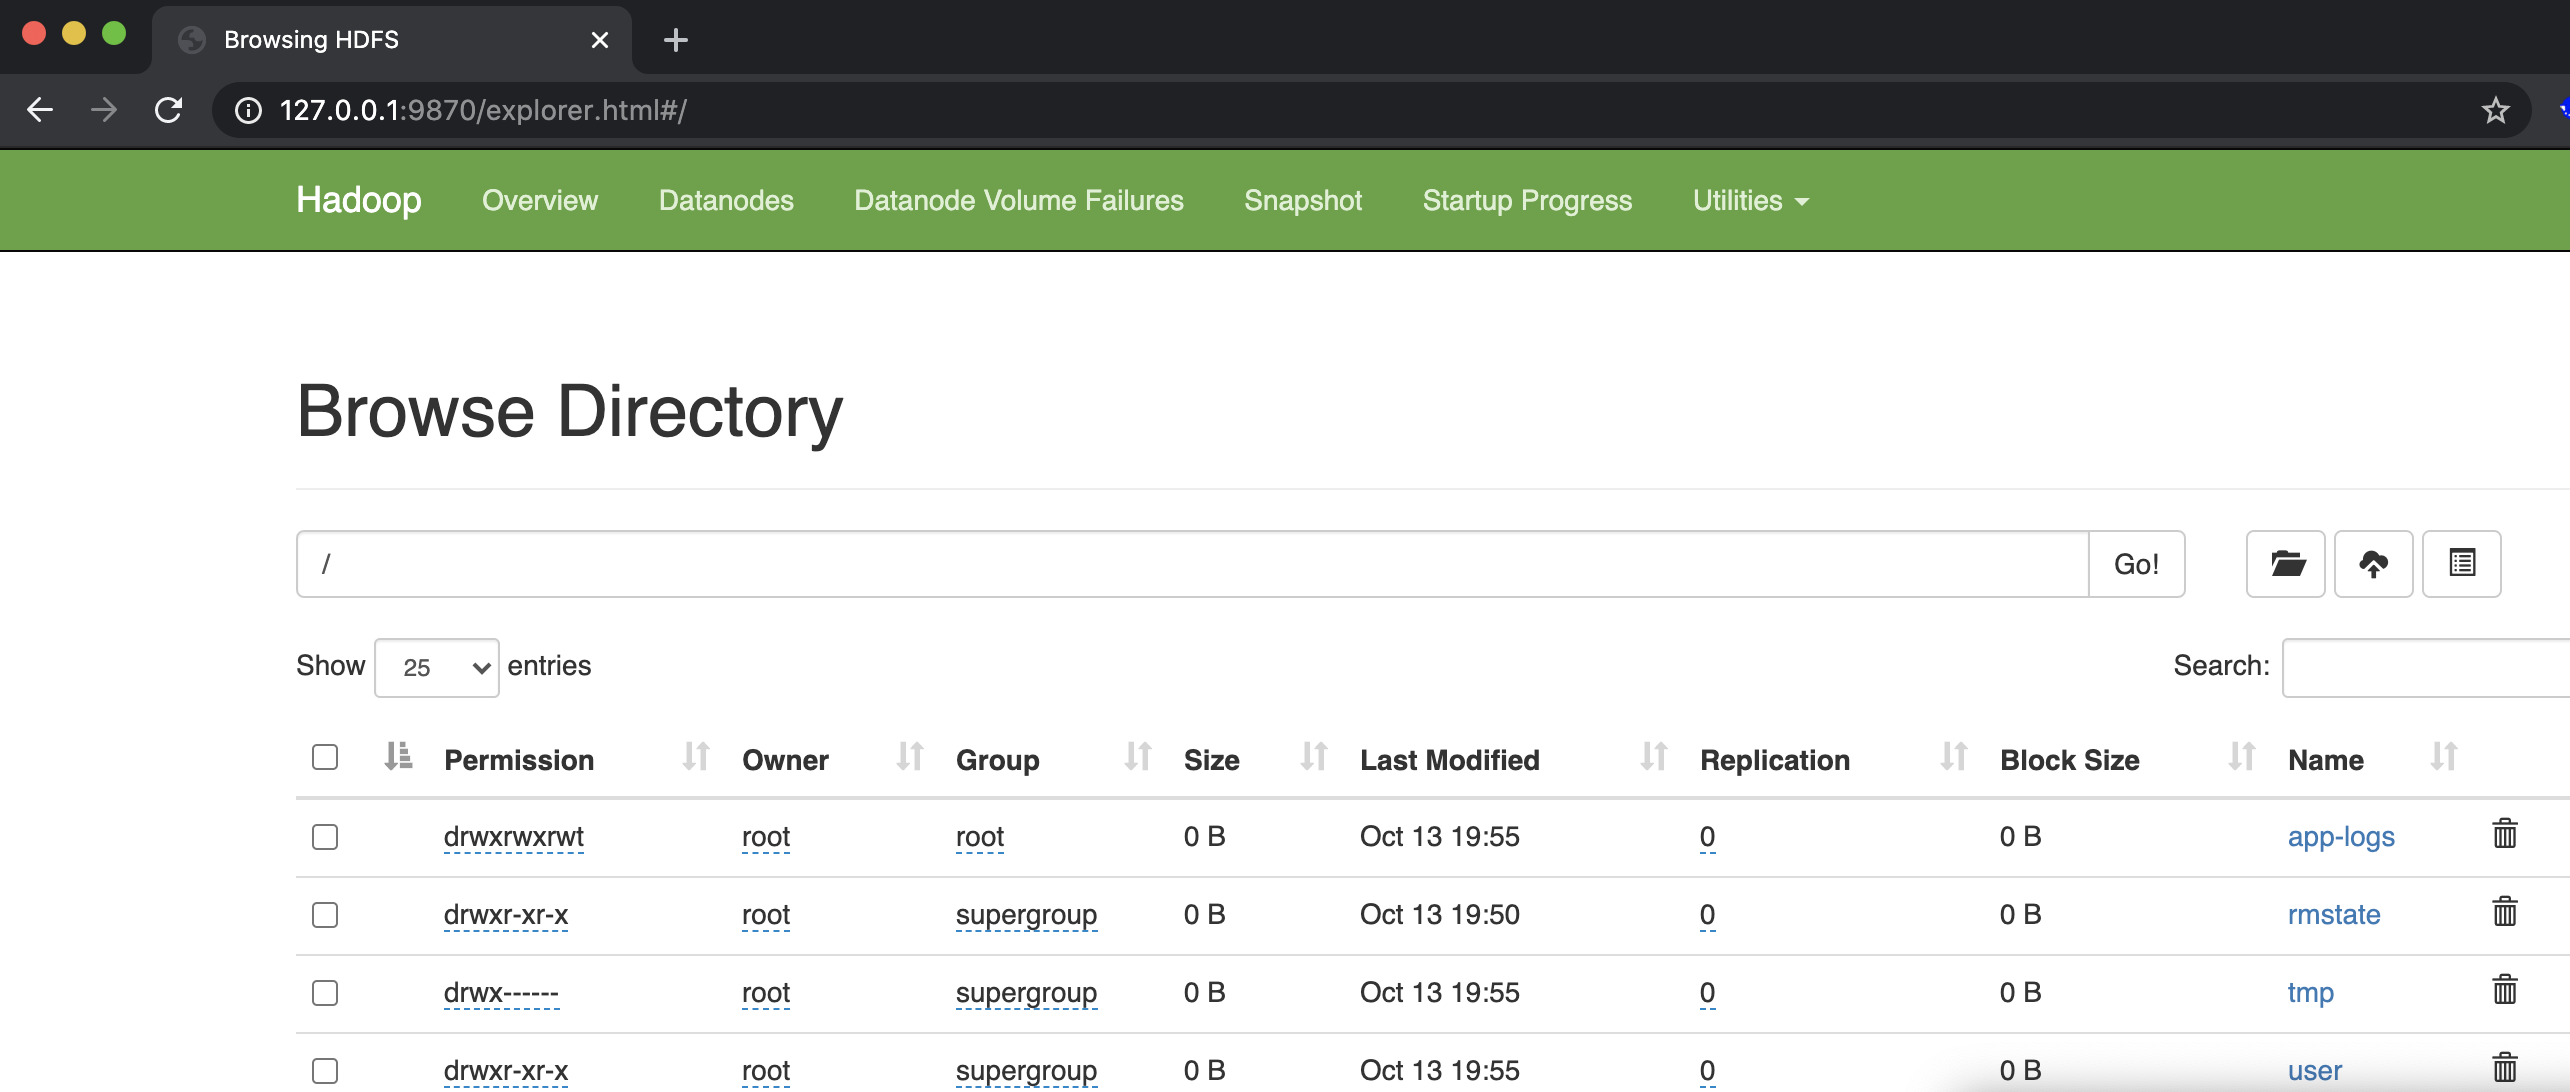 Browsing HDFS
127.0.0.1:9870/explorer.html#/
Hadoop Overview Datanodes Datanode Volume Failures Snapshot Startup Progress Utilities
Browse Directory
/ Go!
Show 25 entries Search:
Permission Owner Group Size Last Modified Replication Block Size Name
drwxrwxrwt root root 0 B Oct 13 19:55 0 0 B app-logs
drwxr-xr-x root supergroup 0 B Oct 13 19:50 0 0 B rmstate
drwx------ root supergroup 0 B Oct 13 19:55 0 0 B tmp
drwxr-xr-x root supergroup 0 B Oct 13 19:55 0 0 B user